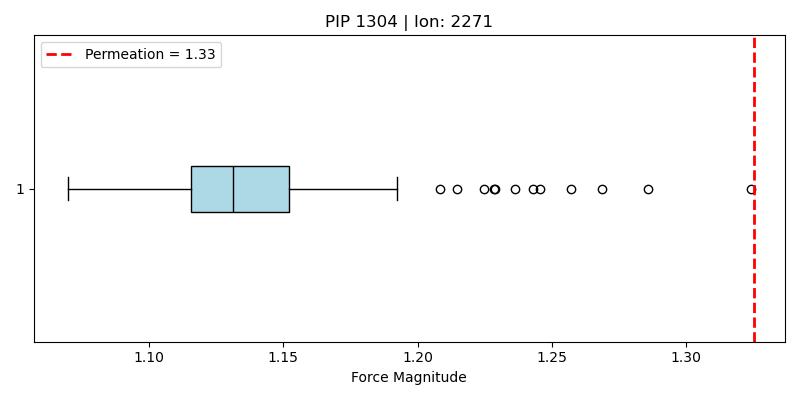 PIP 1304 | Ion: 2271
Permeation = 1.33
1
1.10 1.15 1.20 1.25 1.30
Force Magnitude